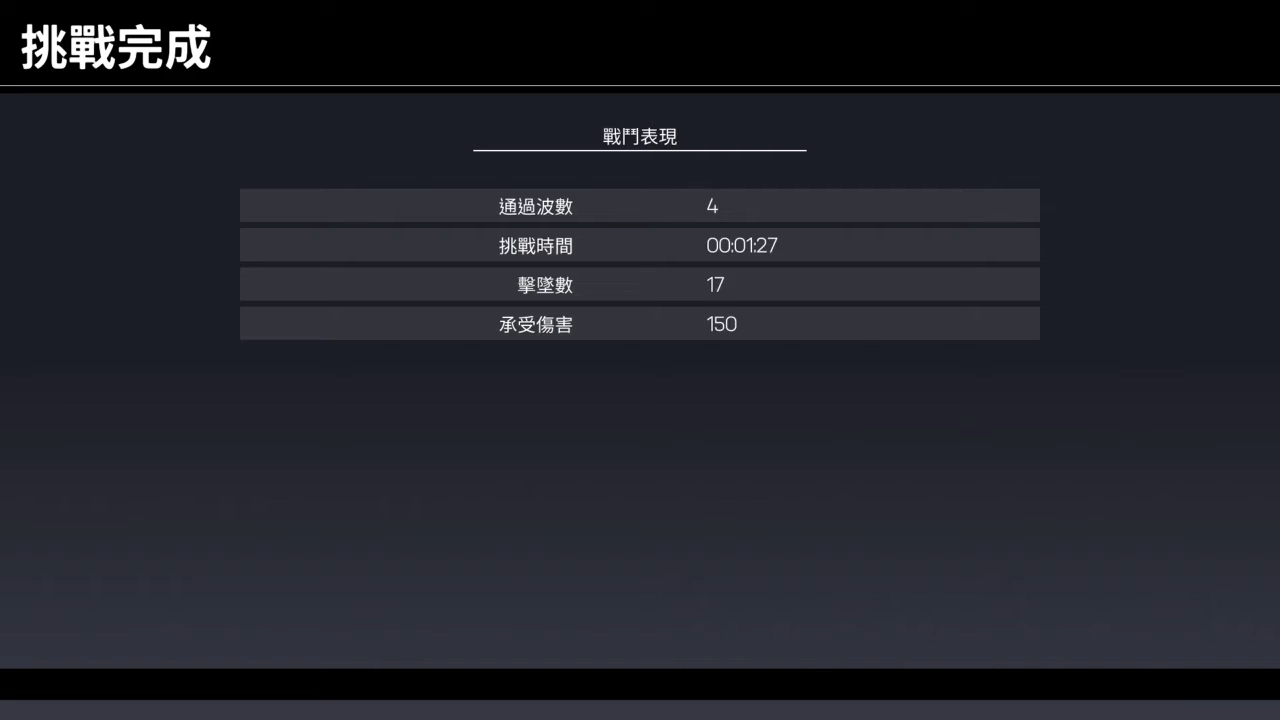 挑戰完成
戰鬥表現
通過波數 4
挑戰時間 00:01:27
擊墜數 17
承受傷害 150